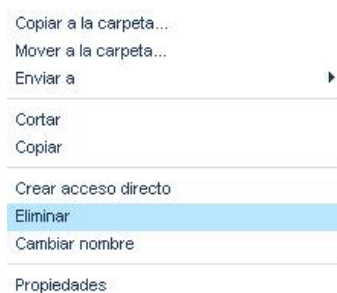 Copiar a la carpeta...
Mover a la carpeta...
Enviar a
Cortar
Copiar
Crear acceso directo
Eliminar
Cambiar nombre
Propiedades